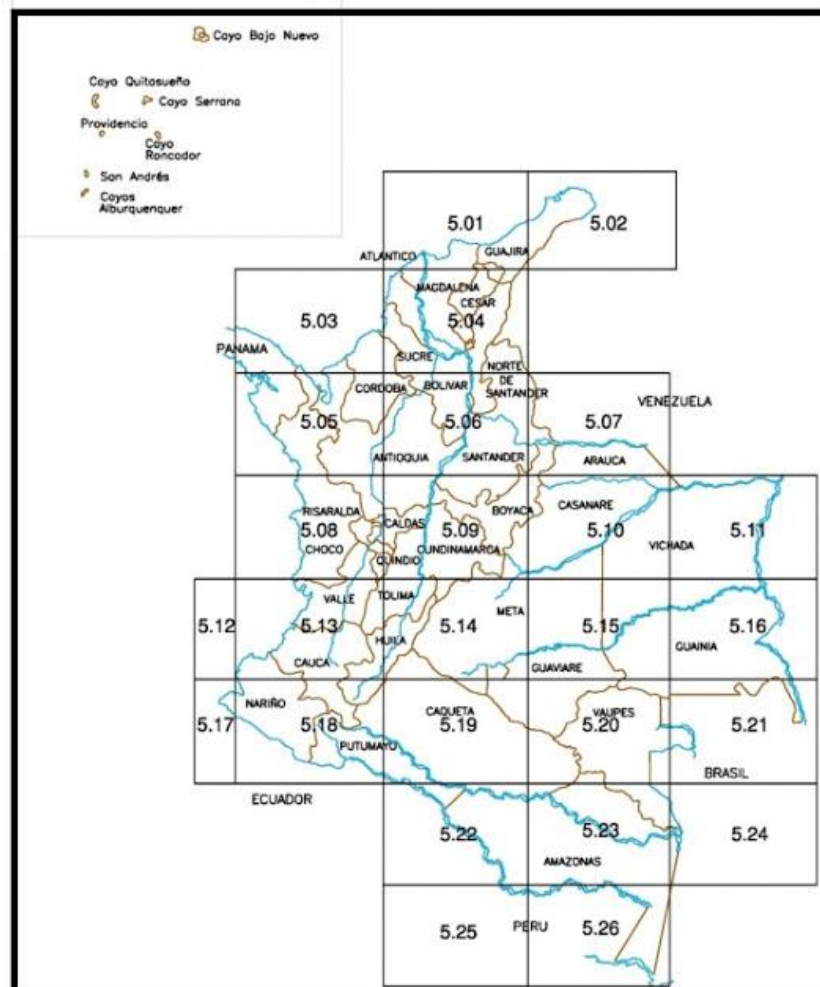 Cayo Bajo Nuevo
Cayo Quitasueño
Cayo Serrana
Providencia
Cayo
Roncador
San Andrés
Cayos
Alburquenquer
5.01
5.02
GUAJIRA
ATLANTICO
MAGDALENA
CESAR
5.03
5.04
PANAMA
SUCRE
NORTE
DE
SANTANDER
CORDOBA
BOLIVAR
VENEZUELA
5.05
5.06
5.07
ANTIOQUIA
SANTANDER
ARAUCA
RISARALDA
CALDAS
BOYACA
CASANARE
5.08
5.09
5.10
5.11
CHOCO
CUNDINAMARCA
VICHADA
QUINDIO
VALLE
TOLIMA
META
5.12
5.13
5.14
5.15
5.16
HUILA
GUAINIA
CAUCA
GUAVIARE
NARIÑO
CAQUETA
VAUPES
5.17
5.18
5.19
5.20
5.21
PUTUMAYO
BRASIL
ECUADOR
5.22
5.23
5.24
AMAZONAS
5.25
PERU
5.26